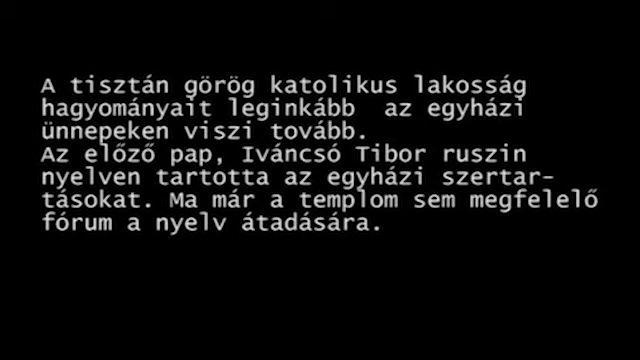 A tisztán görög katolikus lakosság
hagyományait leginkább  az egyházi
ünnepeken viszi tovább.
Az előző pap, Iváncsó Tibor ruszin
nyelven tartotta az egyházi szertar-
tásokat. Ma már a templom sem megfelelő
fórum a nyelv átadására.